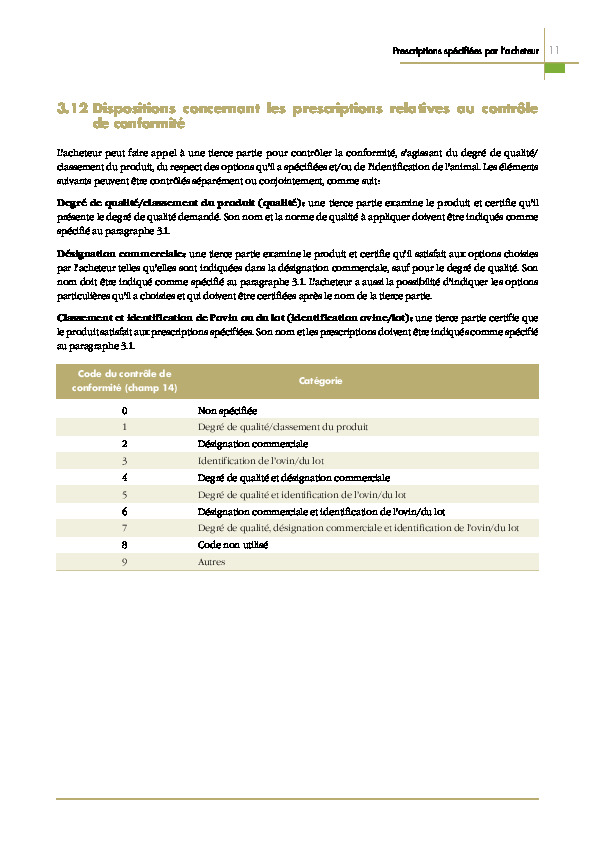 Prescriptions spécifiées par l'acheteur 11
3.12 Dispositions concernant les prescriptions relatives au contrôle
de conformité
L'acheteur peut faire appel à une tierce partie pour contrôler la conformité, s'agissant du degré de qualité/
classement du produit, du respect des options qu'il a spécifiées et/ou de l'identification de l'animal. Les éléments
suivants peuvent être contrôlés séparément ou conjointement, comme suit :
Degré de qualité/classement du produit (qualité): une tierce partie examine le produit et certifie qu'il
présente le degré de qualité demandé. Son nom et la norme de qualité à appliquer doivent être indiqués comme
spécifié au paragraphe 3.1.
Désignation commerciale: une tierce partie examine le produit et certifie qu'il satisfait aux options choisies
par l'acheteur telles qu'elles sont indiquées dans la désignation commerciale, sauf pour le degré de qualité. Son
nom doit être indiqué comme spécifié au paragraphe 3.1. L'acheteur a aussi la possibilité d'indiquer les options
particulières qu'il a choisies et qui doivent être certifiées après le nom de la tierce partie.
Classement et identification de l'ovin ou du lot (identification ovine/lot): une tierce partie certifie que
le produit satisfait aux prescriptions spécifiées. Son nom et les prescriptions doivent être indiqués comme spécifié
au paragraphe 3.1.
Code du contrôle de
conformité (champ 14) Catégorie
0 Non spécifiée
1 Degré de qualité/classement du produit
2 Désignation commerciale
3 Identification de l'ovin/du lot
4 Degré de qualité et désignation commerciale
5 Degré de qualité et identification de l'ovin/du lot
6 Désignation commerciale et identification de l'ovin/du lot
7 Degré de qualité, désignation commerciale et identification de l'ovin/du lot
8 Code non utilisé
9 Autres